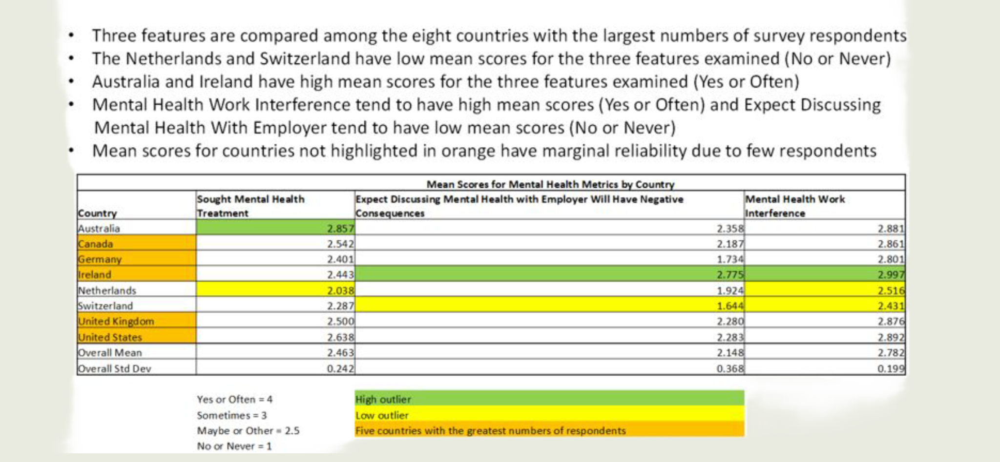 • Three features are compared among the eight countries with the largest numbers of survey respondents
• The Netherlands and Switzerland have low mean scores for the three features examined (No or Never)
• Australia and Ireland have high mean scores for the three features examined (Yes or Often)
• Mental Health Work Interference tend to have high mean scores (Yes or Often) and Expect Discussing
Mental Health With Employer tend to have low mean scores (No or Never)
• Mean scores for countries not highlighted in orange have marginal reliability due to few respondents
Mean Scores for Mental Health Metrics by Country
Country Sought Mental Health Treatment Expect Discussing Mental Health with Employer Will Have Negative Consequences Mental Health Work Interference
Australia 2.857 2.358 2.881
Canada 2.542 2.187 2.861
Germany 2.401 1.734 2.801
Ireland 2.443 2.775 2.997
Netherlands 2.038 1.924 2.516
Switzerland 2.287 1.644 2.431
United Kingdom 2.500 2.280 2.876
United States 2.638 2.283 2.892
Overall Mean 2.463 2.148 2.782
Overall Std Dev 0.242 0.368 0.199
Yes or Often = 4 High outlier
Sometimes = 3 Low outlier
Maybe or Other = 2.5 Five countries with the greatest numbers of respondents
No or Never = 1